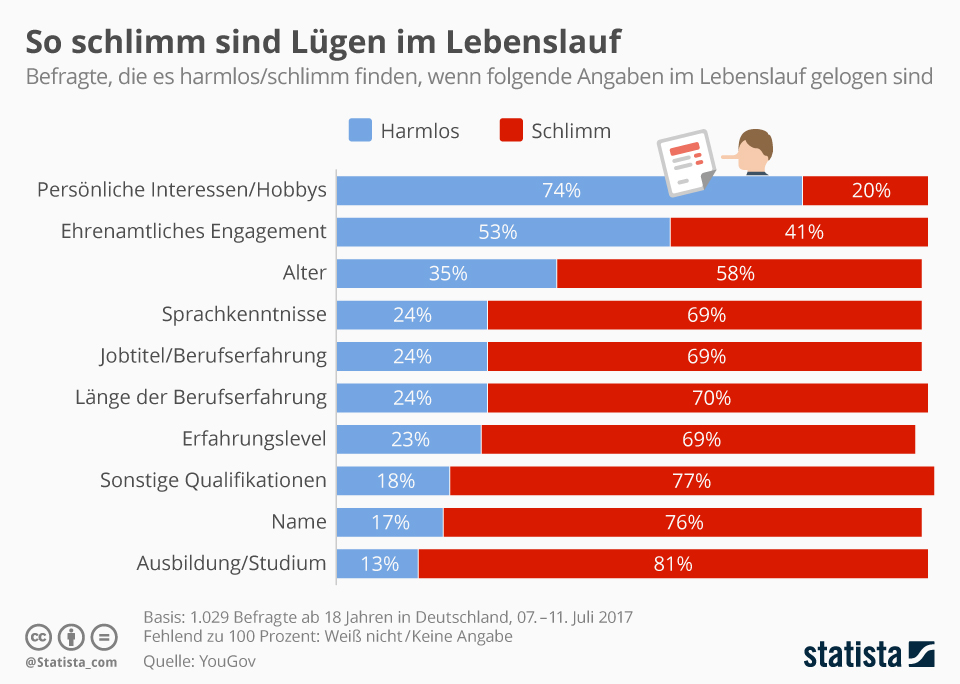 So schlimm sind Lügen im Lebenslauf
Befragte, die es harmlos/schlimm finden, wenn folgende Angaben im Lebenslauf gelogen sind
Harmlos Schlimm
Persönliche Interessen/Hobbys 74% 20%
Ehrenamtliches Engagement 53% 41%
Alter 35% 58%
Sprachkenntnisse 24% 69%
Jobtitel/Berufserfahrung 24% 69%
Länge der Berufserfahrung 24% 70%
Erfahrungslevel 23% 69%
Sonstige Qualifikationen 18% 77%
Name 17% 76%
Ausbildung/Studium 13% 81%
Basis: 1.029 Befragte ab 18 Jahren in Deutschland, 07.–11. Juli 2017
Fehlend zu 100 Prozent: Weiß nicht/Keine Angabe
Quelle: YouGov
cc
@Statista_com
statista